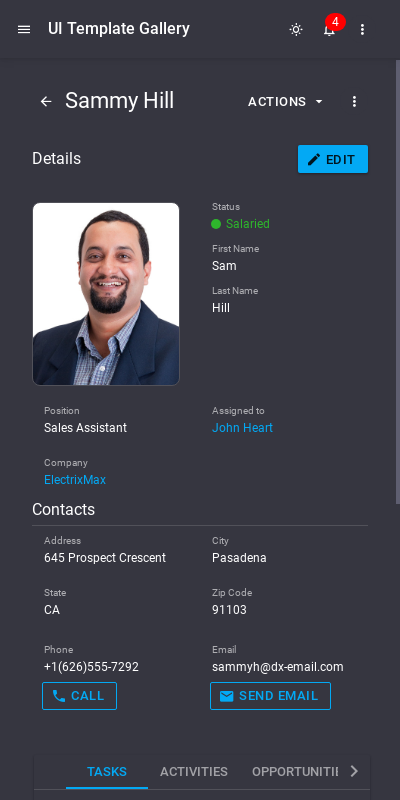 UI Template Gallery
4
Sammy Hill
ACTIONS
Details
EDIT
Status
Salaried
First Name
Sam
Last Name
Hill
Position
Sales Assistant
Assigned to
John Heart
Company
ElectrixMax
Contacts
Address
645 Prospect Crescent
City
Pasadena
State
CA
Zip Code
91103
Phone
+1(626)555-7292
CALL
Email
sammyh@dx-email.com
SEND EMAIL
TASKS ACTIVITIES OPPORTUNITII